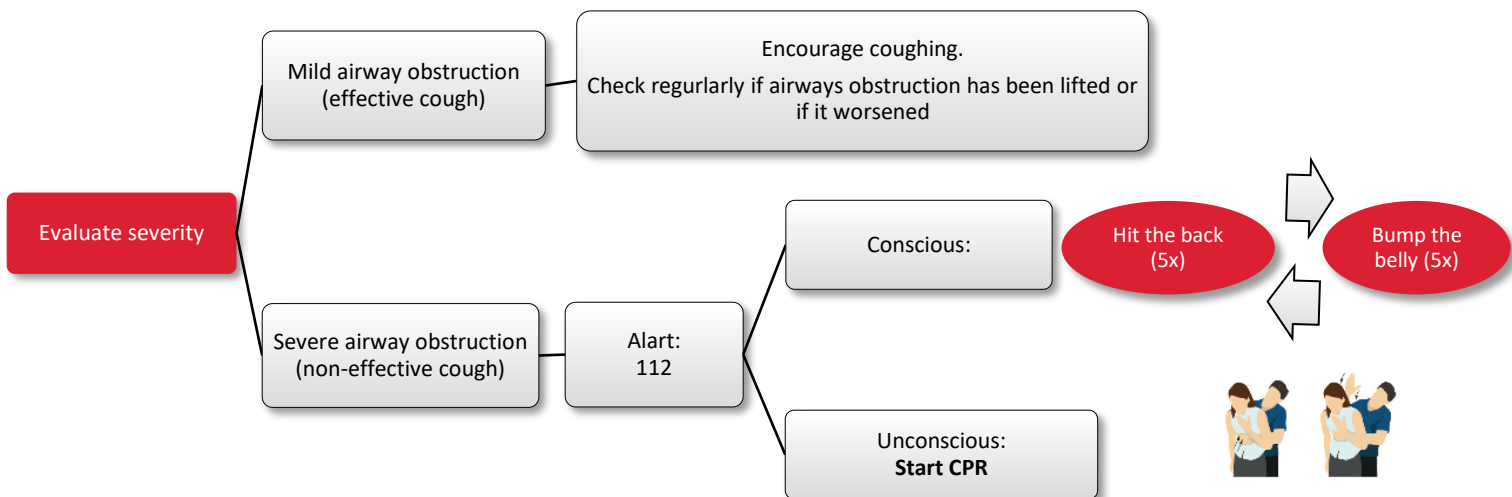 Mild airway obstruction
(effective cough)
Encourage coughing.
Check regurlarly if airways obstruction has been lifted or
if it worsened
Evaluate severity
Severe airway obstruction
(non-effective cough)
Alart:
112
Conscious:
Hit the back
(5x)
Bump the
belly (5x)
Unconscious:
Start CPR